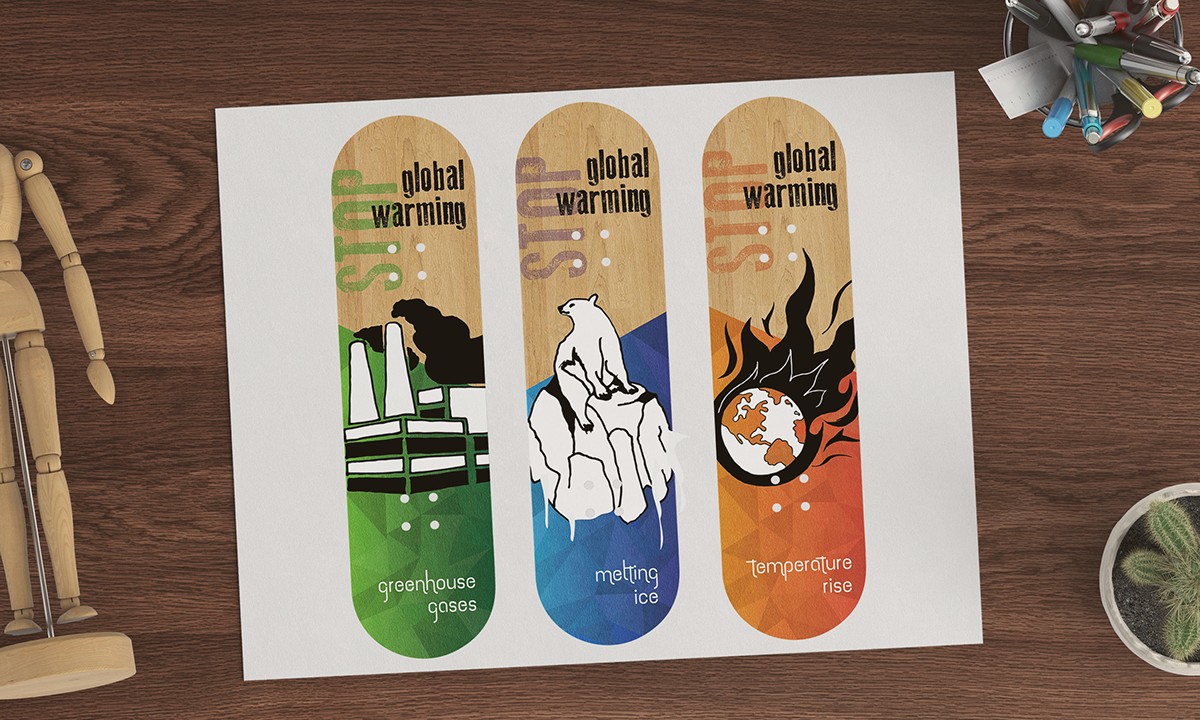 STOP
global
warming
greenhouse
gases
STOP
global
warming
melting
ice
STOP
global
warming
temperature
rise